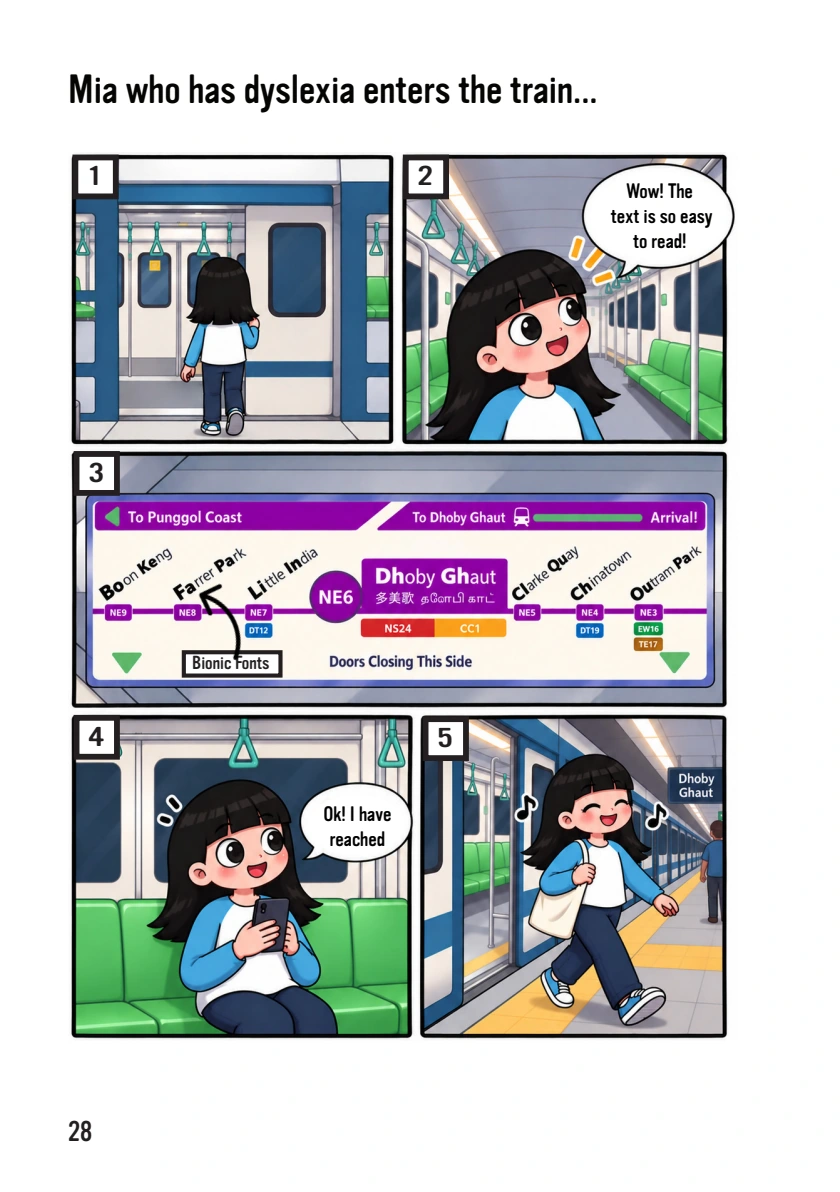 Mia who has dyslexia enters the train...
1
2
Wow! The
text is so easy
to read!
3
To Punggol Coast
To Dhoby Ghaut
Arrival!
Boon Keng
Farrer Park
Little India
NE6
Dhoby Ghaut
多美歌 தோபி காட்
Clarke Quay
Chinatown
Outram Park
NE9
NE8
NE7
NE5
NE4
NE3
DT12
NS24
CC1
DT19
EW16
TE17
Bionic Fonts
Doors Closing This Side
4
Ok! I have
reached
5
Dhoby
Ghaut
28